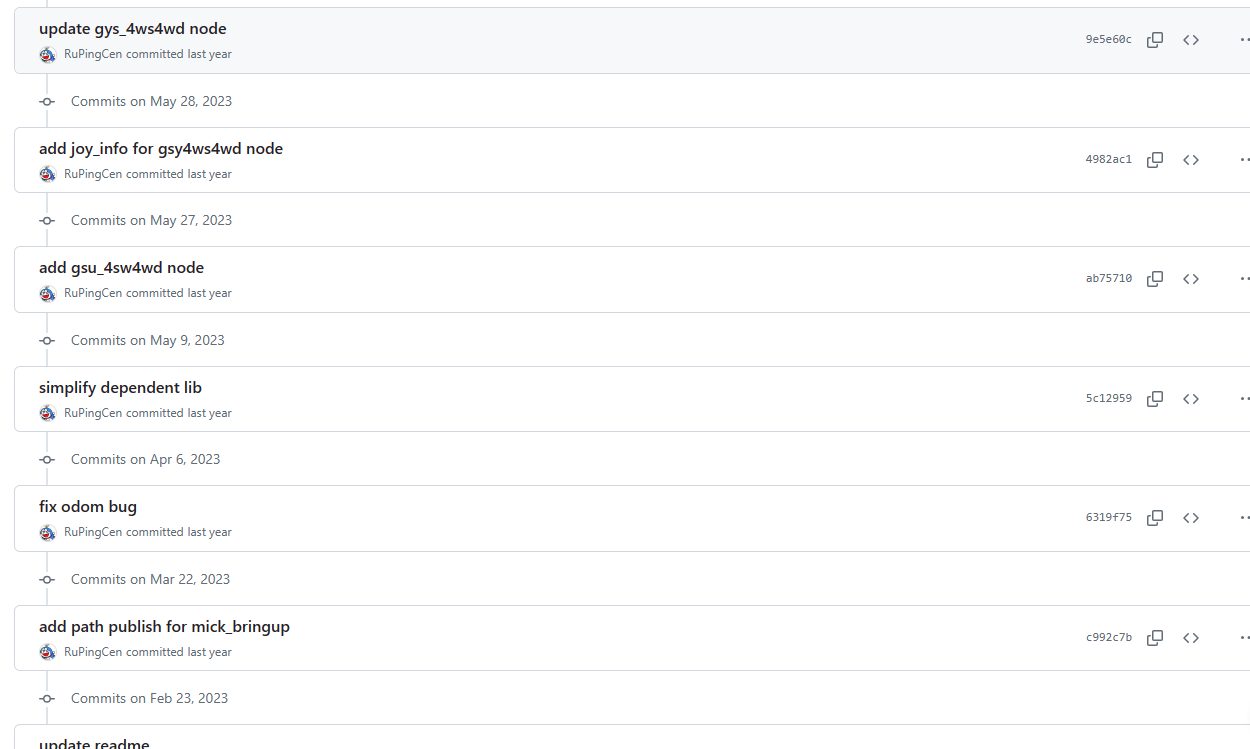 update gys_4ws4wd node
9e5e60c
RuPingCen committed last year
Commits on May 28, 2023
add joy_info for gsy4ws4wd node
4982ac1
RuPingCen committed last year
Commits on May 27, 2023
add gsu_4sw4wd node
ab75710
RuPingCen committed last year
Commits on May 9, 2023
simplify dependent lib
5c12959
RuPingCen committed last year
Commits on Apr 6, 2023
fix odom bug
6319f75
RuPingCen committed last year
Commits on Mar 22, 2023
add path publish for mick_bringup
c992c7b
RuPingCen committed last year
Commits on Feb 23, 2023
update readme